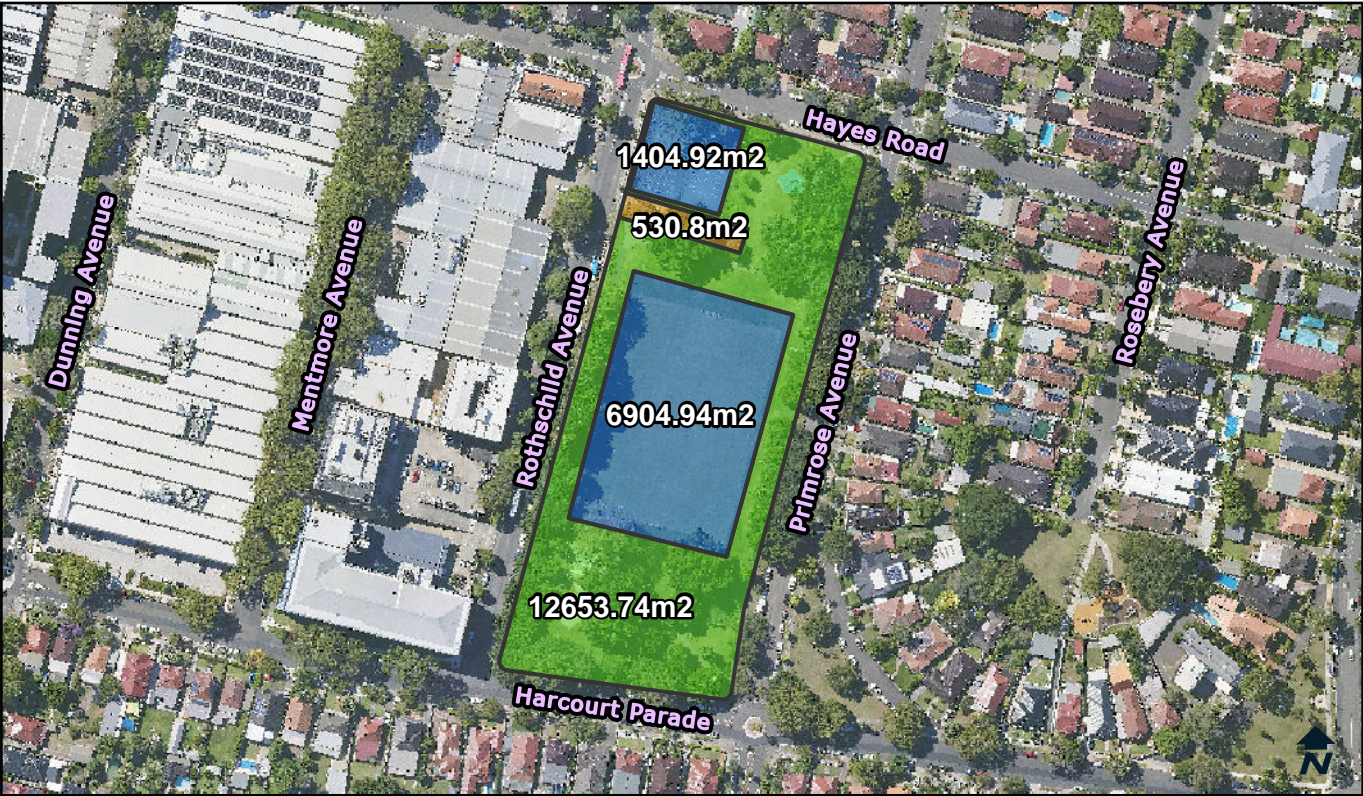 Hayes Road
1404.92m2
530.8m2
Dunning Avenue
Mentmore Avenue
Rothschild Avenue
Primrose Avenue
Rosebery Avenue
6904.94m2
12653.74m2
Harcourt Parade
N